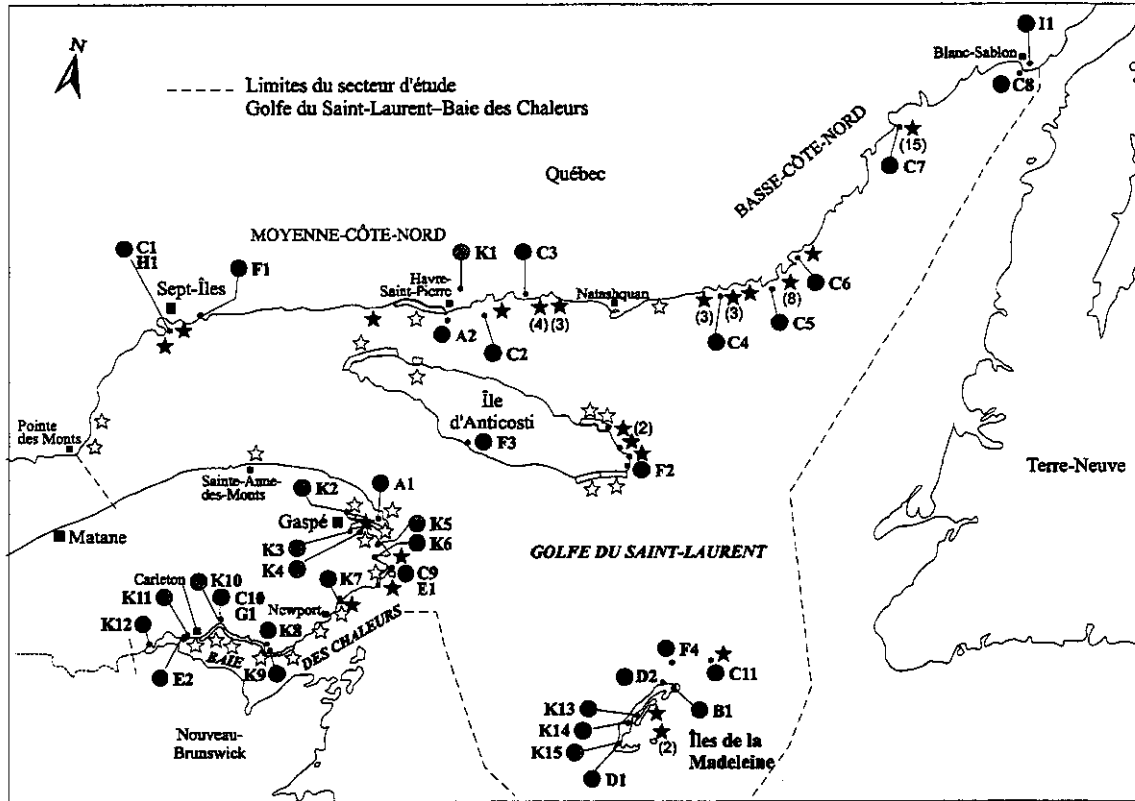 I1
Blanc-Sablon
C8
N
Limites du secteur d'étude
Golfe du Saint-Laurent–Baie des Chaleurs
(15)
C7
BASSE-CÔTE-NORD
Québec
MOYENNE-CÔTE-NORD
C1
H1
F1
Sept-Îles
K1
C3
Havre-
Saint-Pierre
Natashquan
C6
(8)
(4)
(3)
(3)
(3)
A2
C2
C4
C5
Île
d'Anticosti
F3
(2)
F2
Pointe
des Monts
Sainte-Anne-
des-Monts
Terre-Neuve
K2
A1
Gaspé
K5
K6
Matane
K3
K4
GOLFE DU SAINT-LAURENT
C9
E1
K7
Carleton
K10
C10
G1
K11
Newport
K12
K8
BAIE
DES CHALEURS
E2
K9
F4
C11
D2
K13
B1
K14
K15
(2)
Îles de la
Madeleine
D1
Nouveau-
Brunswick